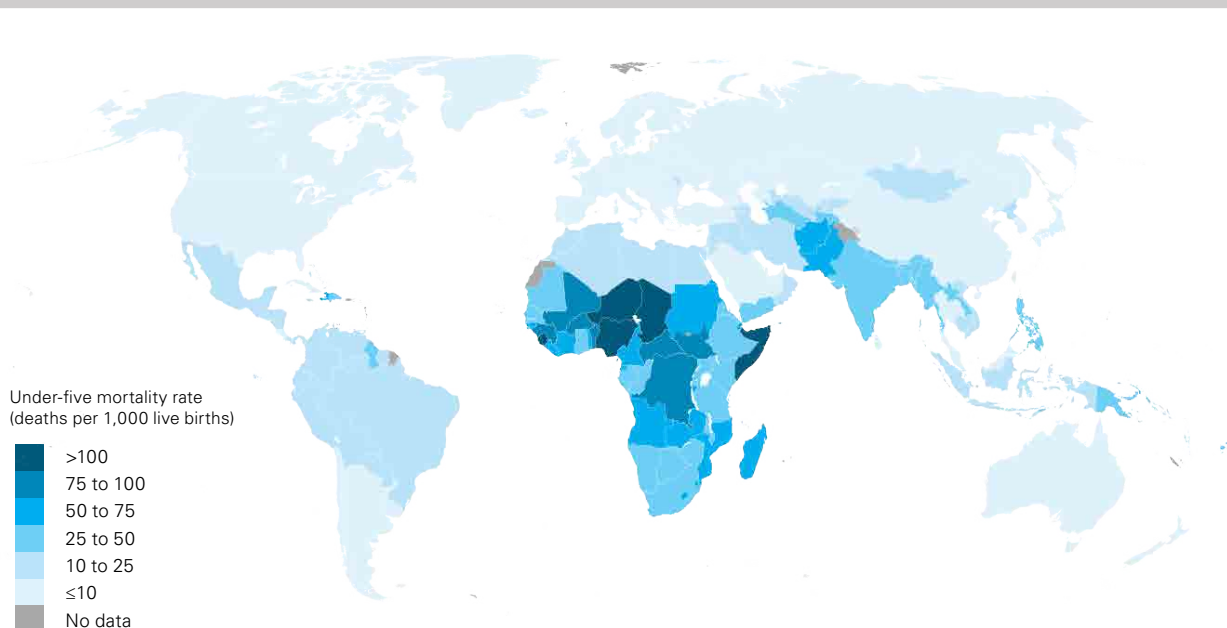 Under-five mortality rate
(deaths per 1,000 live births)
>100
75 to 100
50 to 75
25 to 50
10 to 25
≤10
No data